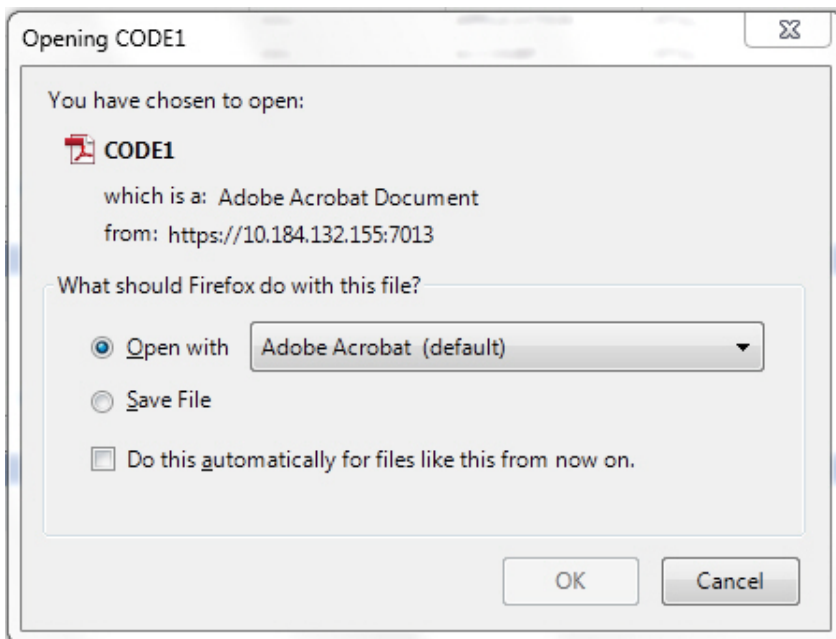 Opening CODE1
You have chosen to open:
CODE1
which is a: Adobe Acrobat Document
from: https://10.184.132.155:7013
What should Firefox do with this file?
Open with Adobe Acrobat (default)
Save File
Do this automatically for files like this from now on.
OK Cancel